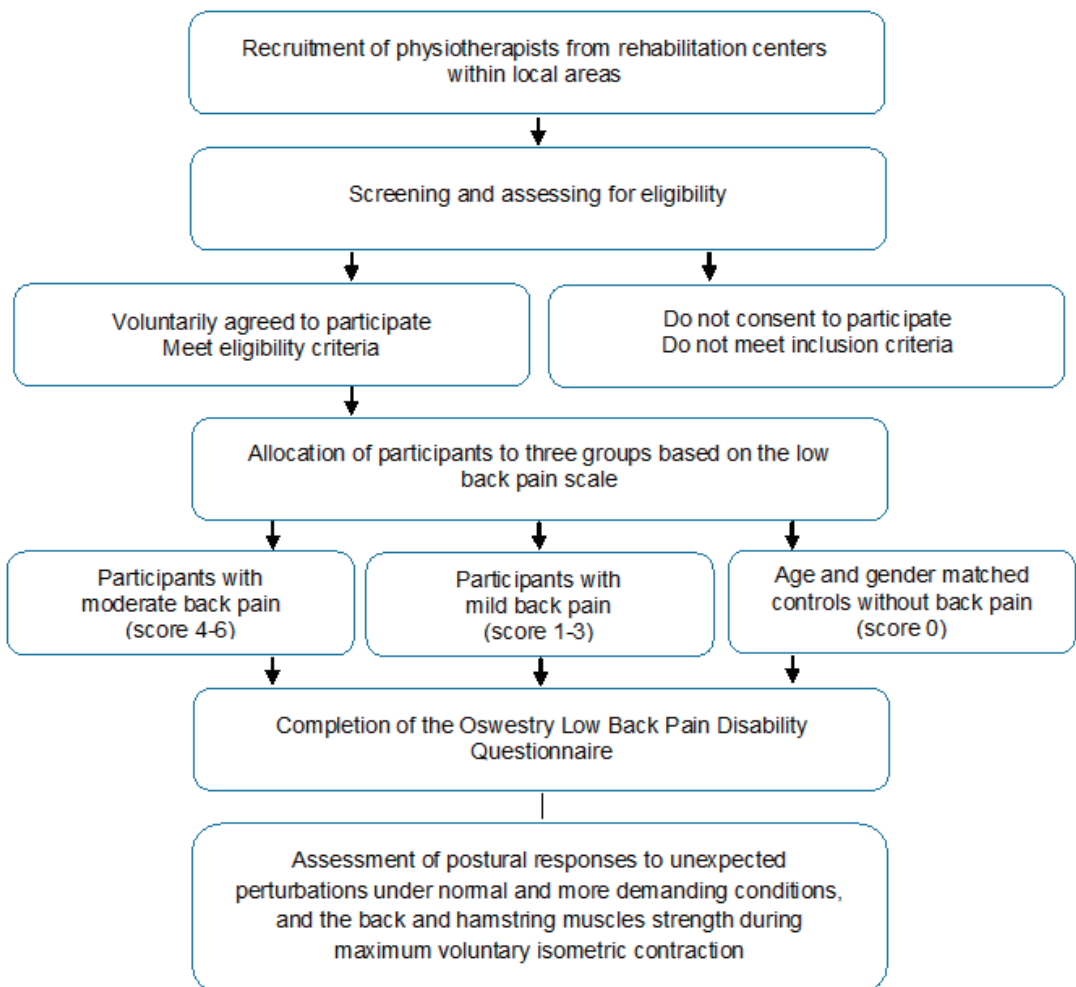 Recruitment of physiotherapists from rehabilitation centers
within local areas
Screening and assessing for eligibility
Voluntarily agreed to participate
Meet eligibility criteria
Do not consent to participate
Do not meet inclusion criteria
Allocation of participants to three groups based on the low
back pain scale
Participants with
moderate back pain
(score 4-6)
Participants with
mild back pain
(score 1-3)
Age and gender matched
controls without back pain
(score 0)
Completion of the Oswestry Low Back Pain Disability
Questionnaire
Assessment of postural responses to unexpected
perturbations under normal and more demanding conditions,
and the back and hamstring muscles strength during
maximum voluntary isometric contraction